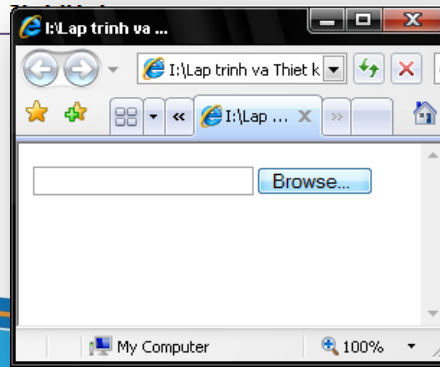 I:\Lap trinh va ...
I:\Lap trinh va Thiet k
I:\Lap ...
Browse...
My Computer
100%